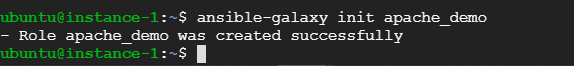 ubuntu@instance-1:~$ ansible-galaxy init apache_demo
- Role apache_demo was created successfully
ubuntu@instance-1:~$